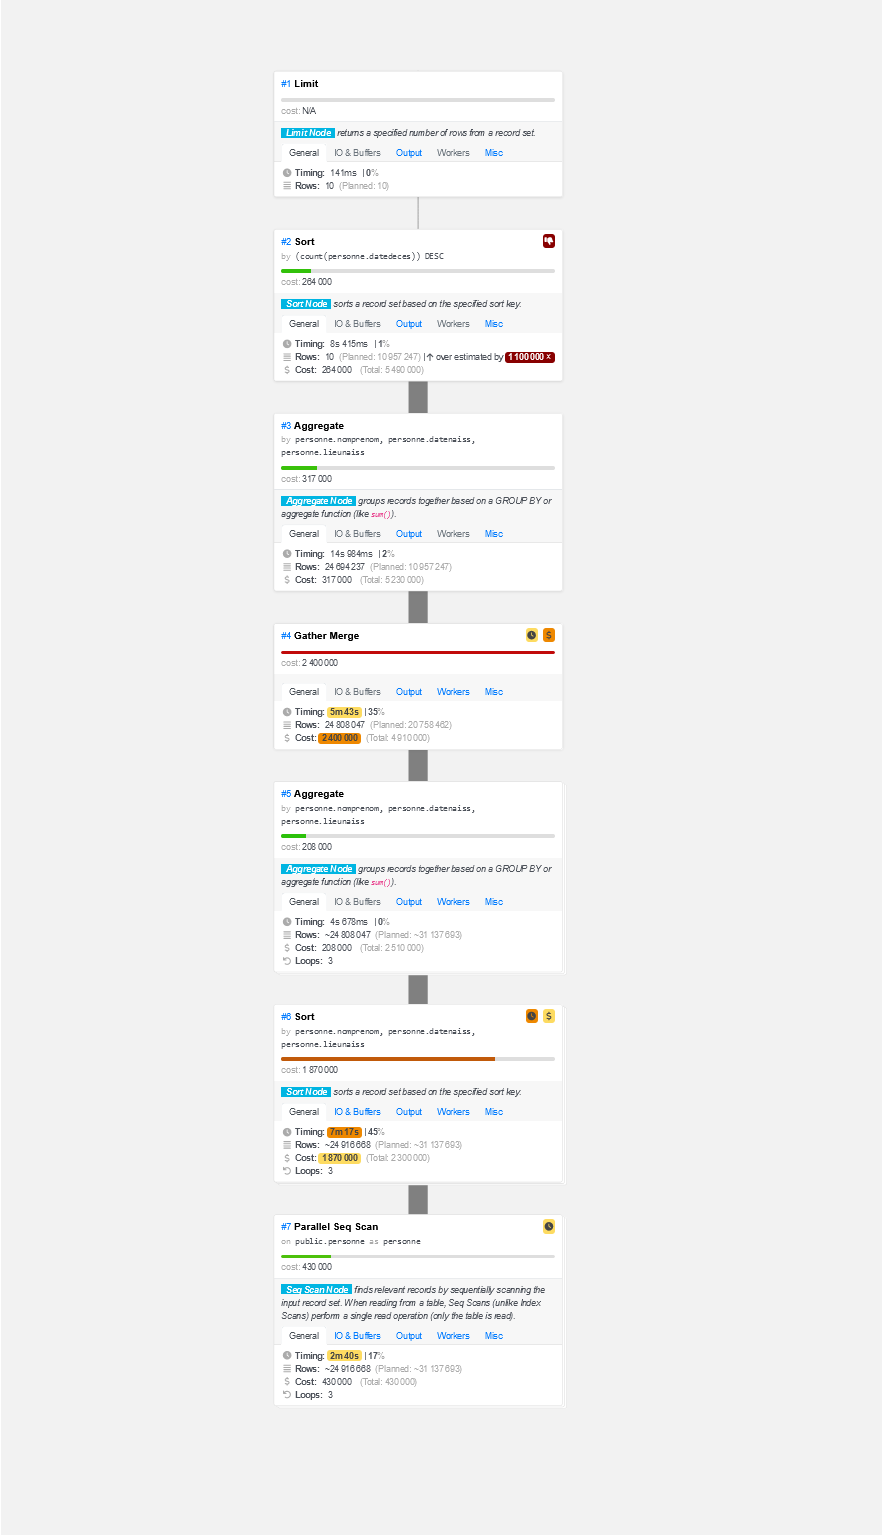 #1 Limit
cost: N/A
Limit Node returns a specified number of rows from a record set.
General IO & Buffers Output Workers Misc
Timing: 141ms | 0%
Rows: 10 (Planned: 10)
#2 Sort
by (count(personne.datedeces)) DESC
cost: 264 000
Sort Node sorts a record set based on the specified sort key.
General IO & Buffers Output Workers Misc
Timing: 8s 415ms | 1%
Rows: 10 (Planned: 10 957 247) | ↑ over estimated by 1 100 000 ×
$ Cost: 264 000 (Total: 5 490 000)
#3 Aggregate
by personne.nomprenom, personne.datenaiss,
personne.lieunaiss
cost: 317 000
Aggregate Node groups records together based on a GROUP BY or
aggregate function (like sum()).
General IO & Buffers Output Workers Misc
Timing: 14s 984ms | 2%
Rows: 24 694 237 (Planned: 10 957 247)
$ Cost: 317 000 (Total: 5 230 000)
#4 Gather Merge $
cost: 2 400 000
General IO & Buffers Output Workers Misc
Timing: 5m 43s | 35%
Rows: 24 808 047 (Planned: 20 758 462)
$ Cost: 2 400 000 (Total: 4 910 000)
#5 Aggregate
by personne.nomprenom, personne.datenaiss,
personne.lieunaiss
cost: 208 000
Aggregate Node groups records together based on a GROUP BY or
aggregate function (like sum()).
General IO & Buffers Output Workers Misc
Timing: 4s 678ms | 0%
Rows: ~24 808 047 (Planned: ~31 137 693)
$ Cost: 208 000 (Total: 2 510 000)
Loops: 3
#6 Sort $
by personne.nomprenom, personne.datenaiss,
personne.lieunaiss
cost: 1 870 000
Sort Node sorts a record set based on the specified sort key.
General IO & Buffers Output Workers Misc
Timing: 7m 17s | 45%
Rows: ~24 916 668 (Planned: ~31 137 693)
$ Cost: 1 870 000 (Total: 2 300 000)
Loops: 3
#7 Parallel Seq Scan
on public.personne as personne
cost: 430 000
Seq Scan Node finds relevant records by sequentially scanning the
input record set. When reading from a table, Seq Scans (unlike Index
Scans) perform a single read operation (only the table is read).
General IO & Buffers Output Workers Misc
Timing: 2m 40s | 17%
Rows: ~24 916 668 (Planned: ~31 137 693)
$ Cost: 430 000 (Total: 430 000)
Loops: 3